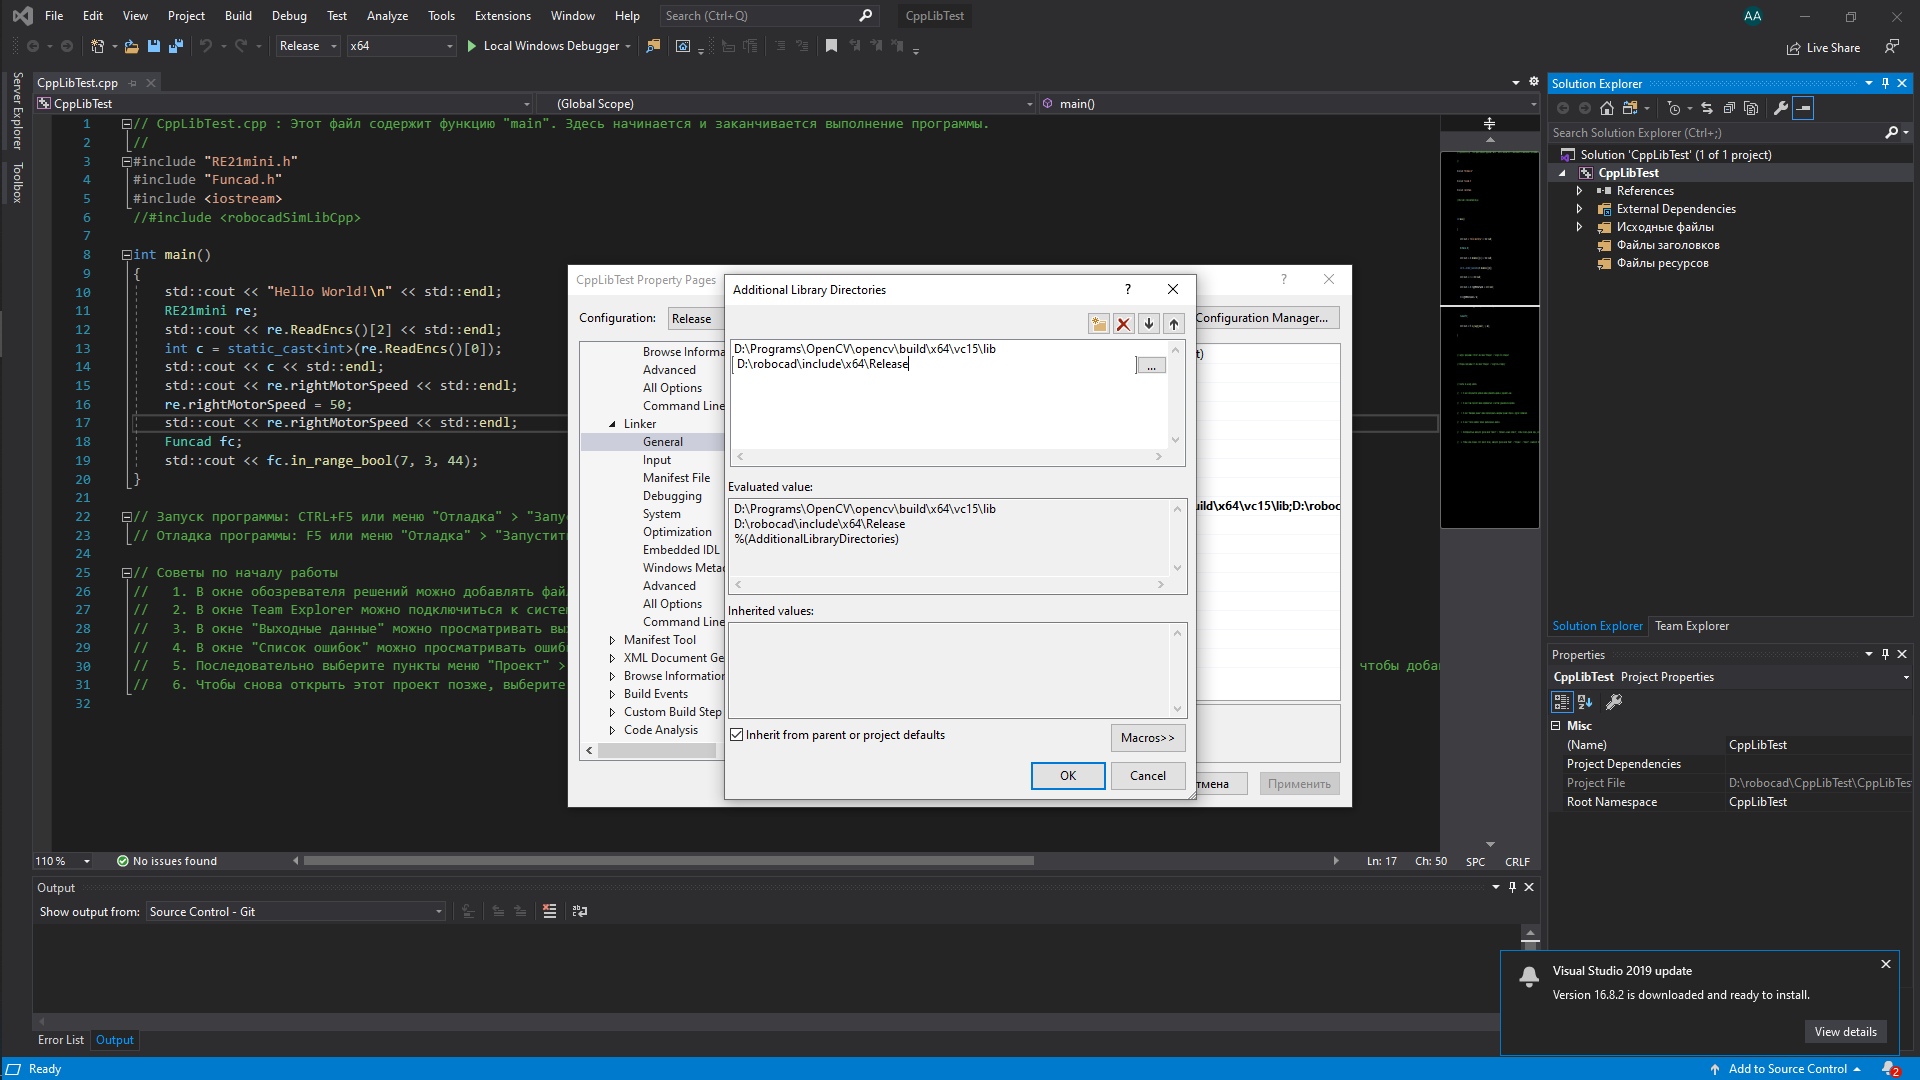 File Edit View Project Build Debug Test Analyze Tools Extensions Window Help Search (Ctrl+Q) CppLibTest AA
Release x64 Local Windows Debugger Live Share
Server Explorer
Toolbox
CppLibTest.cpp
CppLibTest (Global Scope) main()
1 // CppLibTest.cpp : Этот файл содержит функцию "main". Здесь начинается и заканчивается выполнение программы.
2 //
3 #include "RE21mini.h"
4 #include "Funcad.h"
5 #include <iostream>
6 //#include <robocadSimLibCpp>
7
8 int main()
9 {
10 std::cout << "Hello World!\n" << std::endl;
11 RE21mini re;
12 std::cout << re.ReadEncs()[2] << std::endl;
13 int c = static_cast<int>(re.ReadEncs()[0]);
14 std::cout << c << std::endl;
15 std::cout << re.rightMotorSpeed << std::endl;
16 re.rightMotorSpeed = 50;
17 std::cout << re.rightMotorSpeed << std::endl;
18 Funcad fc;
19 std::cout << fc.in_range_bool(7, 3, 44);
20 }
21
22 // Запуск программы: CTRL+F5 или меню "Отладка" > "Запу
23 // Отладка программы: F5 или меню "Отладка" > "Запустит
24
25 // Советы по началу работы
26 // 1. В окне обозревателя решений можно добавлять фай
27 // 2. В окне Team Explorer можно подключиться к систем
28 // 3. В окне "Выходные данные" можно просматривать вы
29 // 4. В окне "Список ошибок" можно просматривать ошиб
30 // 5. Последовательно выберите пункты меню "Проект" > чтобы доба
31 // 6. Чтобы снова открыть этот проект позже, выберите
32
CppLibTest Property Pages ?
Configuration: Release Configuration Manager...
Browse Informa
Advanced
All Options
Command Line
Linker
General
Input
Manifest File
Debugging
System
Optimization
Embedded IDL
Windows Meta
Advanced
All Options
Command Line
Manifest Tool
XML Document Ge
Browse Information
Build Events
Custom Build Step
Code Analysis
t)
uild\x64\vc15\lib;D:\roboc
тмена Применить
Additional Library Directories ?
D:\Programs\OpenCV\opencv\build\x64\vc15\lib
D:\robocad\include\x64\Release ...
Evaluated value:
D:\Programs\OpenCV\opencv\build\x64\vc15\lib
D:\robocad\include\x64\Release
%(AdditionalLibraryDirectories)
Inherited values:
Inherit from parent or project defaults Macros>>
OK Cancel
110 % No issues found Ln: 17 Ch: 50 SPC CRLF
Output
Show output from: Source Control - Git
Error List Output
Solution Explorer
Search Solution Explorer (Ctrl+;)
Solution 'CppLibTest' (1 of 1 project)
CppLibTest
References
External Dependencies
Исходные файлы
Файлы заголовков
Файлы ресурсов
Solution Explorer Team Explorer
Properties
CppLibTest Project Properties
Misc
(Name) CppLibTest
Project Dependencies
Project File D:\robocad\CppLibTest\CppLibTes
Root Namespace CppLibTest
Visual Studio 2019 update
Version 16.8.2 is downloaded and ready to install.
View details
Ready Add to Source Control 2